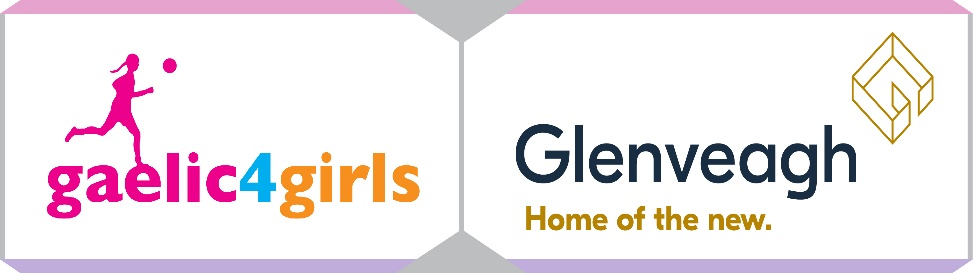 gaelic4girls
Glenveagh
Home of the new.